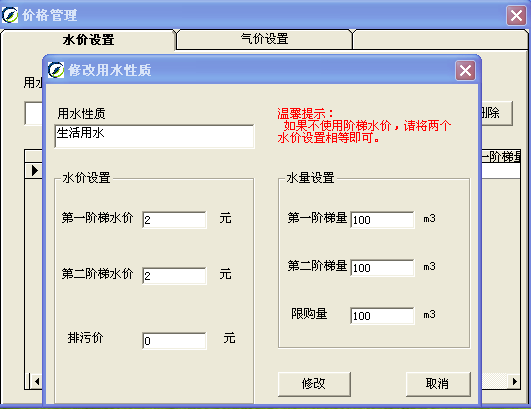 价格管理
水价设置
气价设置
用水
删除
一阶梯量
修改用水性质
用水性质
生活用水
温馨提示：
如果不使用阶梯水价，请将两个
水价设置相等即可。
水价设置
第一阶梯水价 2 元
第二阶梯水价 2 元
排污价 0 元
水量设置
第一阶梯量 100 m3
第二阶梯量 100 m3
限购量 100 m3
修改
取消